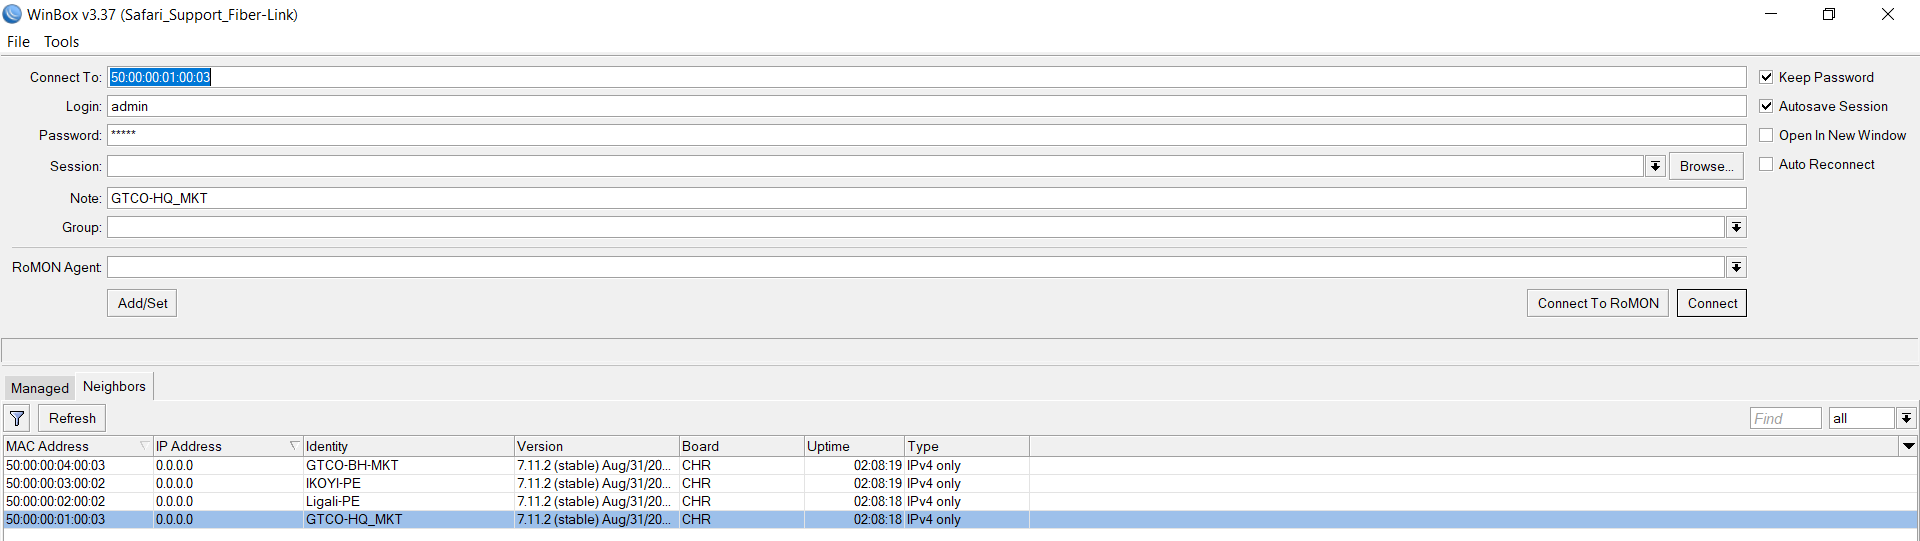 WinBox v3.37 (Safari_Support_Fiber-Link)
File Tools
Connect To: 50:00:00:01:00:03 Keep Password
Login: admin Autosave Session
Password: ***** Open In New Window
Session: Browse... Auto Reconnect
Note: GTCO-HQ_MKT
Group:
RoMON Agent:
Add/Set Connect To RoMON Connect
Managed Neighbors
Refresh Find all
MAC Address IP Address Identity Version Board Uptime Type
50:00:00:04:00:03 0.0.0.0 GTCO-BH-MKT 7.11.2 (stable) Aug/31/20... CHR 02:08:19 IPv4 only
50:00:00:03:00:02 0.0.0.0 IKOYI-PE 7.11.2 (stable) Aug/31/20... CHR 02:08:19 IPv4 only
50:00:00:02:00:02 0.0.0.0 Ligali-PE 7.11.2 (stable) Aug/31/20... CHR 02:08:18 IPv4 only
50:00:00:01:00:03 0.0.0.0 GTCO-HQ_MKT 7.11.2 (stable) Aug/31/20... CHR 02:08:18 IPv4 only